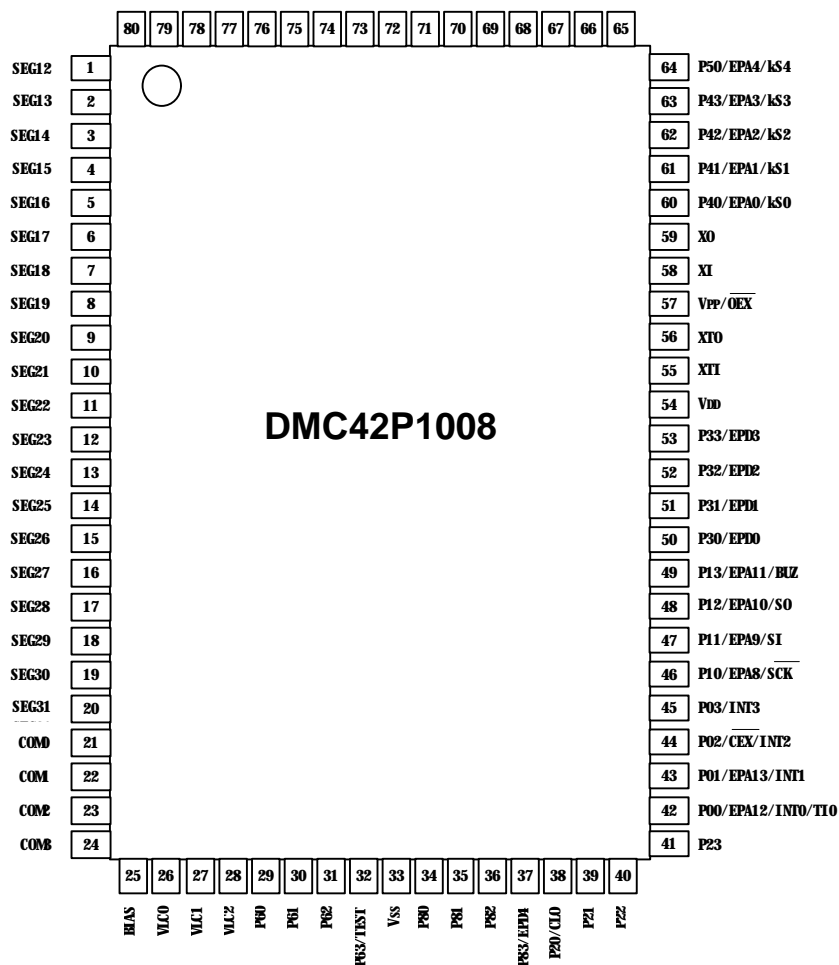 80 79 78 77 76 75 74 73 72 71 70 69 68 67 66 65
SEG12 1 64 P50/EPA4/kS4
SEG13 2 63 P43/EPA3/kS3
SEG14 3 62 P42/EPA2/kS2
SEG15 4 61 P41/EPA1/kS1
SEG16 5 60 P40/EPA0/kS0
SEG17 6 59 XO
SEG18 7 58 XI
SEG19 8 57 VPP/OEX
SEG20 9 56 XTO
SEG21 10 55 XTI
SEG22 11 54 VDD
DMC42P1008
SEG23 12 53 P33/EPD3
SEG24 13 52 P32/EPD2
SEG25 14 51 P31/EPD1
SEG26 15 50 P30/EPD0
SEG27 16 49 P13/EPA11/BUZ
SEG28 17 48 P12/EPA10/SO
SEG29 18 47 P11/EPA9/SI
SEG30 19 46 P10/EPA8/SCK
SEG31 20 45 P03/INT3
COM0 21 44 P02/CEX/INT2
COM1 22 43 P01/EPA13/INT1
COM2 23 42 P00/EPA12/INT0/TI0
COM3 24 41 P23
25 26 27 28 29 30 31 32 33 34 35 36 37 38 39 40
BIAS VLC0 VLC1 VLC2 P60 P61 P62 P63/TEST VSS P80 P81 P82 P83/EPD4 P20/CLO P21 P22